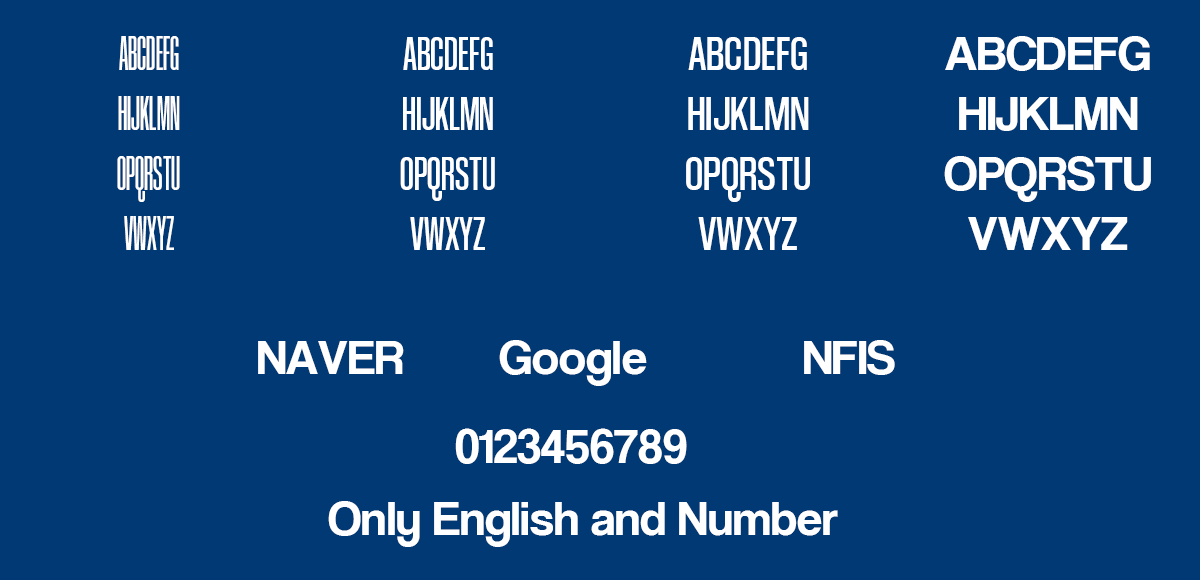 ABCDEFG ABCDEFG ABCDEFG ABCDEFG
HIJKLMN HIJKLMN HIJKLMN HIJKLMN
OPQRSTU OPQRSTU OPQRSTU OPQRSTU
VWXYZ VWXYZ VWXYZ VWXYZ
NAVER Google NFIS
0123456789
Only English and Number